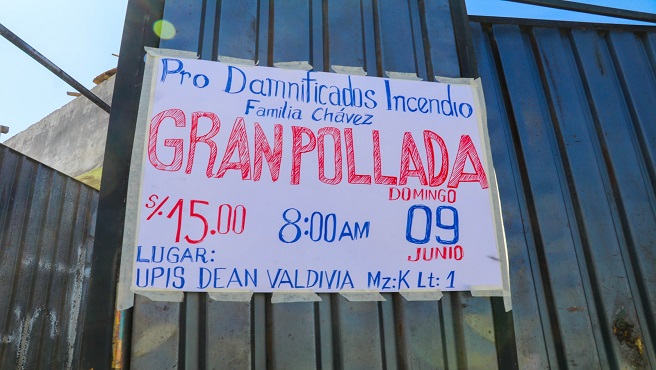 Pro Damnificados Incendio
Familia Chávez
GRAN POLLADA
S/. 15.00 8:00 AM DOMINGO 09 JUNIO
LUGAR:
UPIS DEAN VALDIVIA Mz:K Lt:1